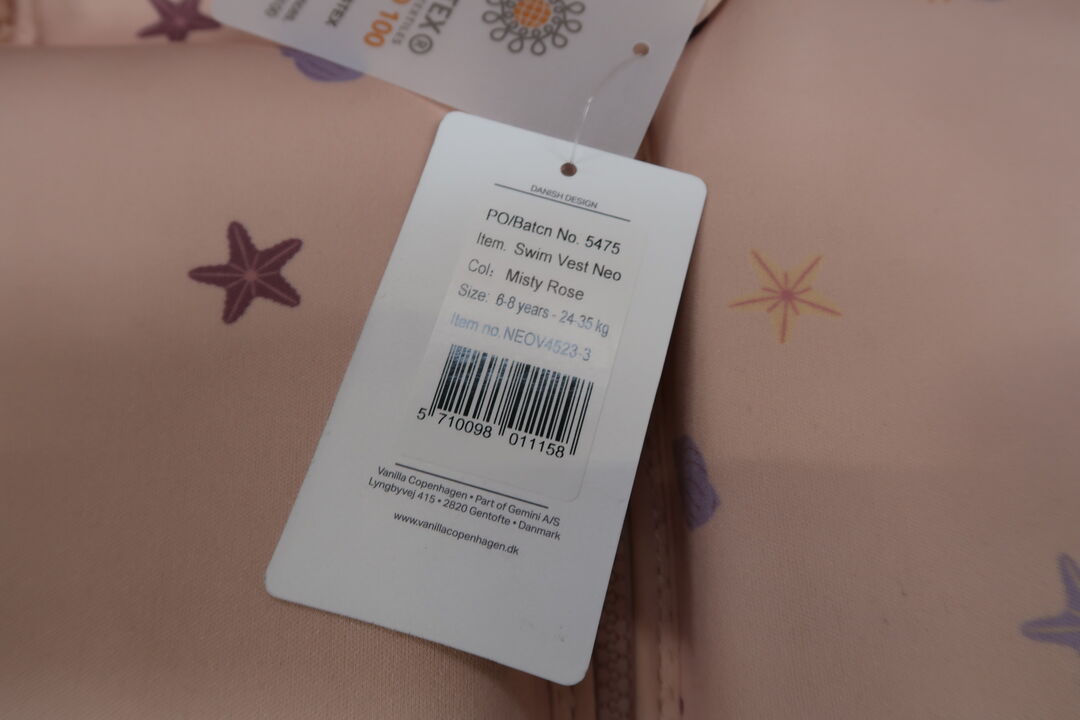 TEX®
TEXTILES
100
DANISH DESIGN
PO/Batcn No. 5475
Item. Swim Vest Neo
Col: Misty Rose
Size: 6-8 years - 24-35 kg
Item no. NEOV4523-3
5 710098 011158
Vanilla Copenhagen • Part of Gemini A/S
Lyngbyvej 415 • 2820 Gentofte • Danmark
www.vanillacopenhagen.dk